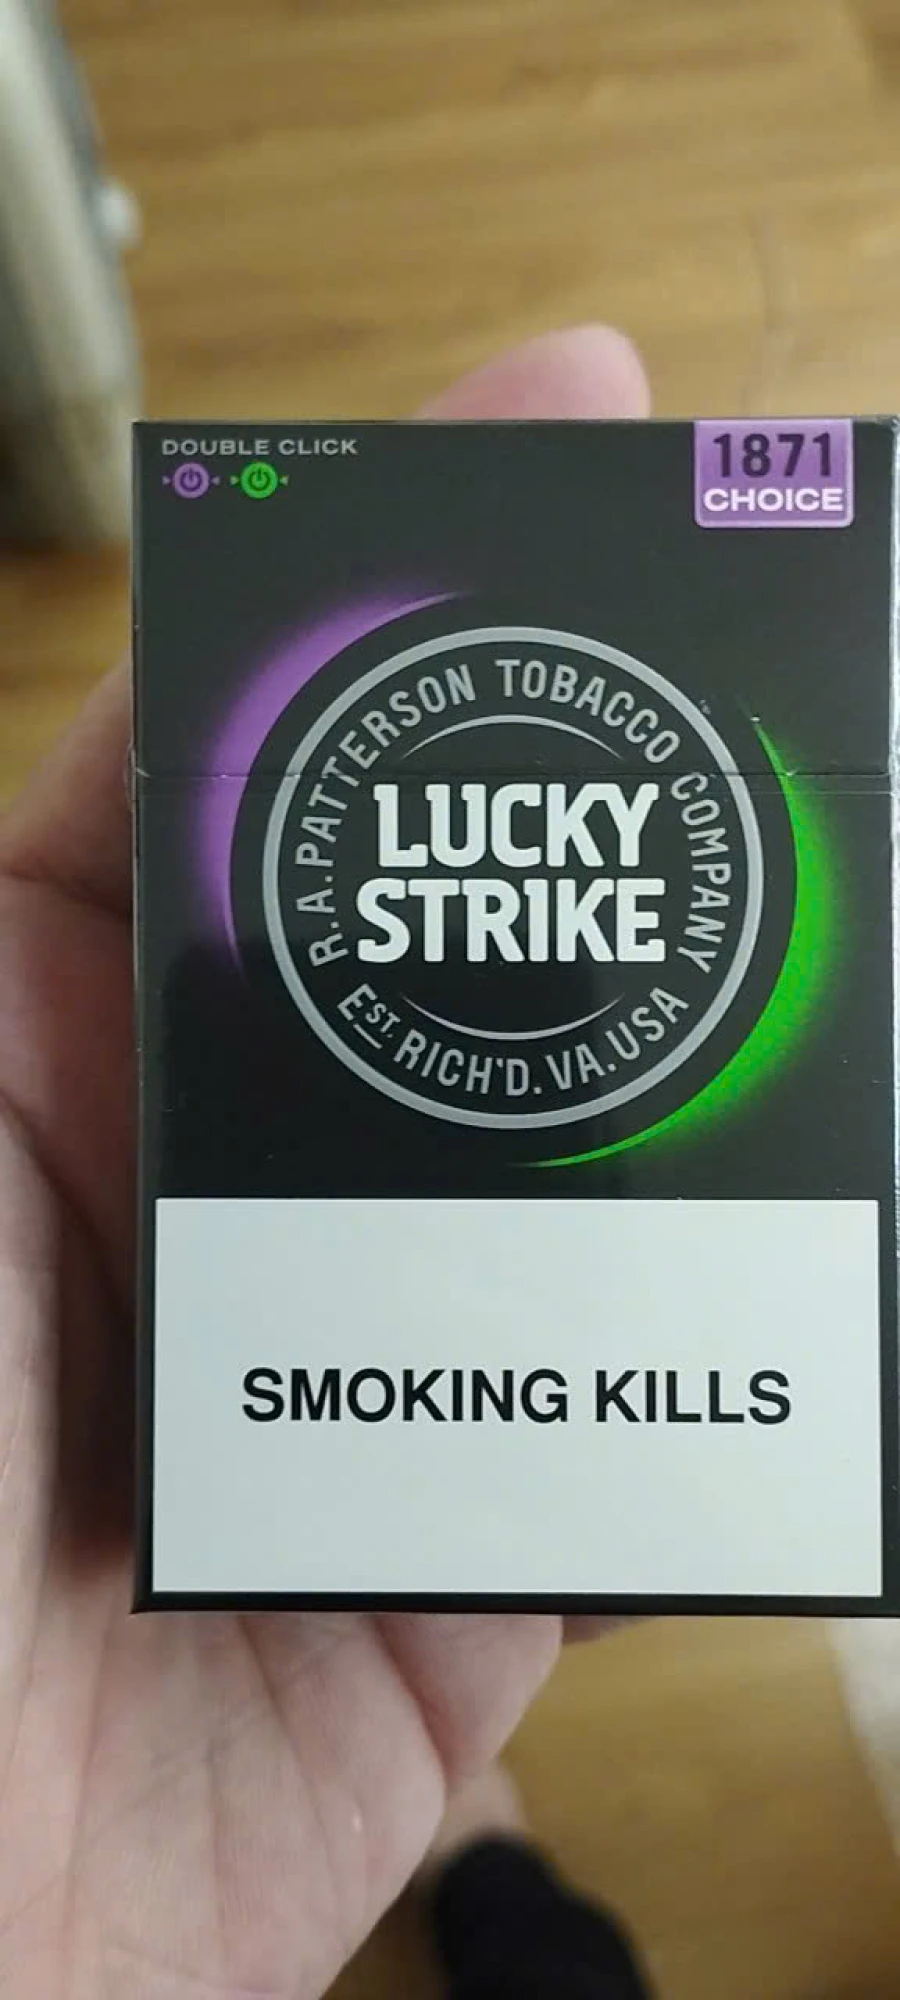 DOUBLE CLICK
1871
CHOICE
R.A.PATTERSON TOBACCO COMPANY
LUCKY
STRIKE
EST. RICH'D. VA. USA
SMOKING KILLS